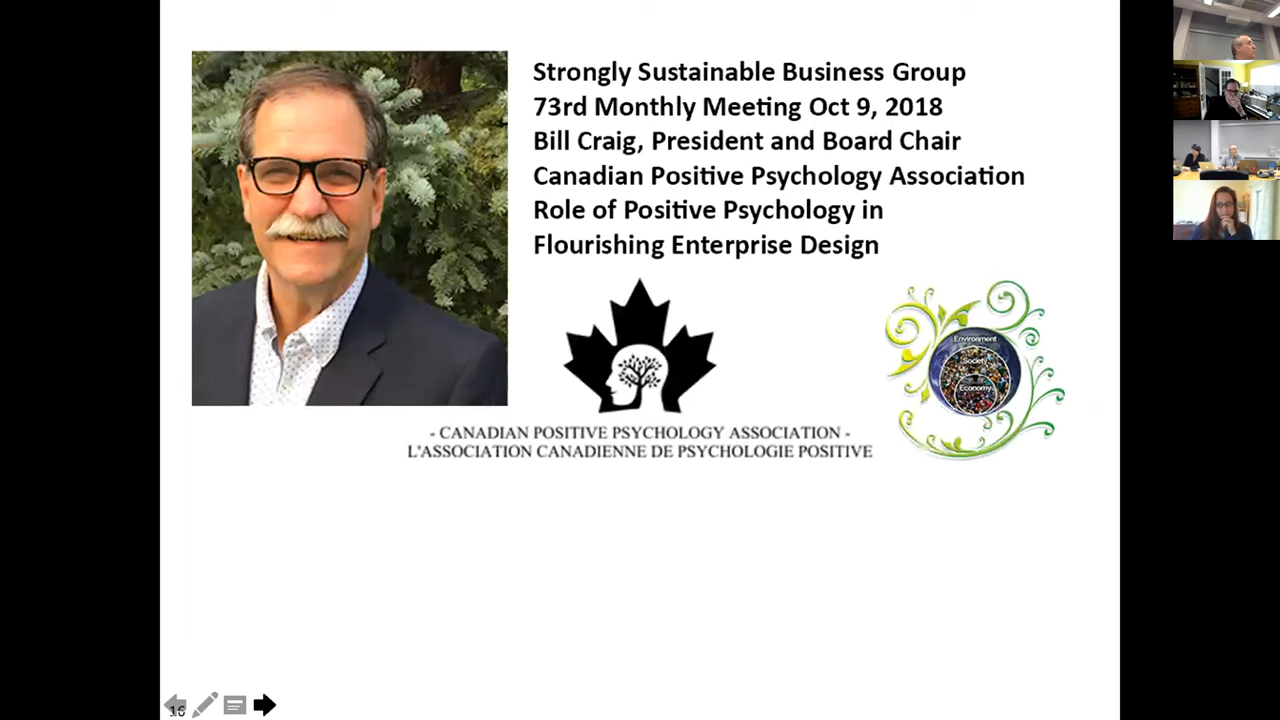 Strongly Sustainable Business Group
73rd Monthly Meeting Oct 9, 2018
Bill Craig, President and Board Chair
Canadian Positive Psychology Association
Role of Positive Psychology in
Flourishing Enterprise Design
Environment
Society
Economy
- CANADIAN POSITIVE PSYCHOLOGY ASSOCIATION -
L'ASSOCIATION CANADIENNE DE PSYCHOLOGIE POSITIVE
16